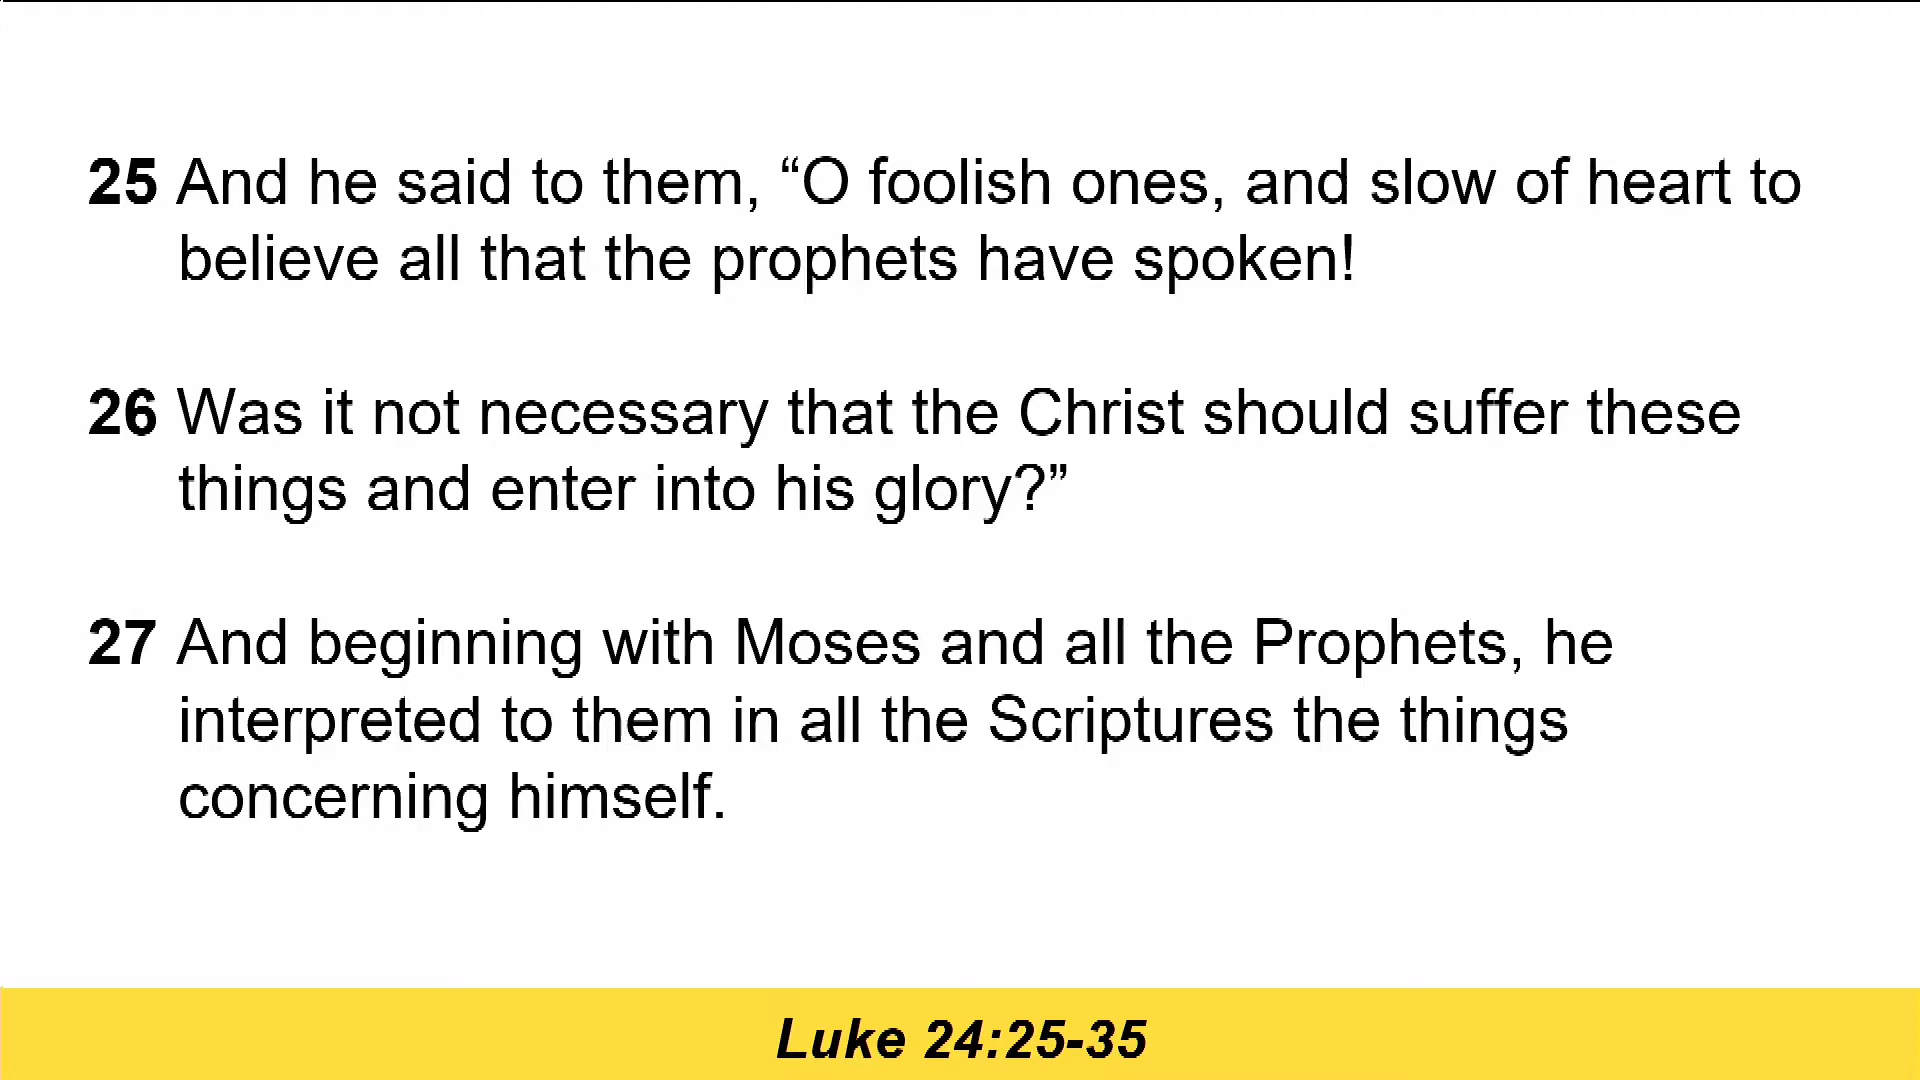 25 And he said to them, “O foolish ones, and slow of heart to
believe all that the prophets have spoken!
26 Was it not necessary that the Christ should suffer these
things and enter into his glory?”
27 And beginning with Moses and all the Prophets, he
interpreted to them in all the Scriptures the things
concerning himself.
Luke 24:25-35